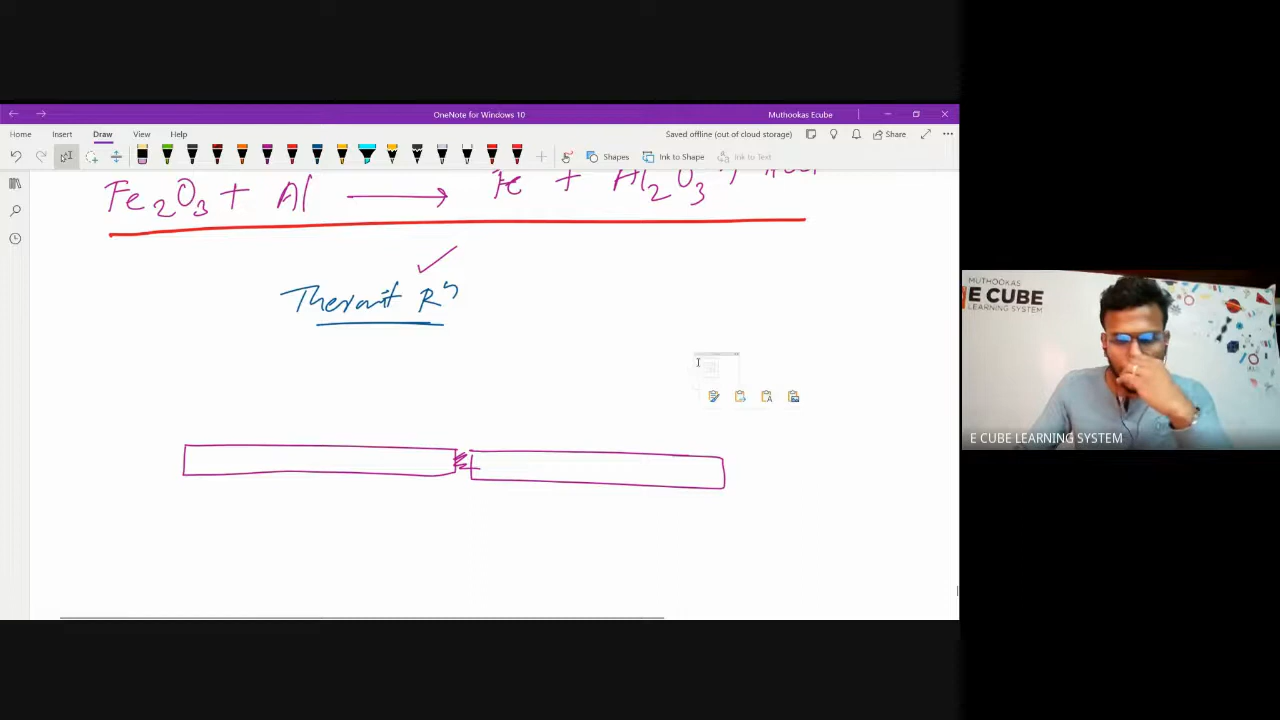 OneNote for Windows 10
Muthookas Ecube
Home Insert Draw View Help
Saved offline (out of cloud storage)
Share
Shapes
Ink to Shape
Ink to Text
Fe2O3 + Al → Fe + Al2O3 +
Thermit Rn
MUTHOOKAS
E CUBE
LEARNING SYSTEM
E CUBE LEARNING SYSTEM